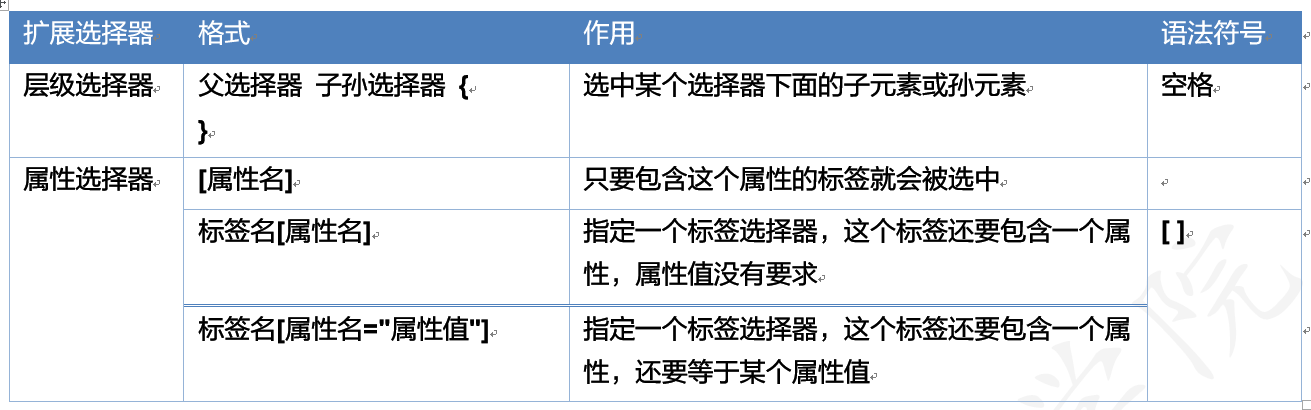 扩展选择器 格式 作用 语法符号
层级选择器 父选择器 子孙选择器 { 选中某个选择器下面的子元素或孙元素 空格
}
属性选择器 [属性名] 只要包含这个属性的标签就会被选中
标签名[属性名] 指定一个标签选择器，这个标签还要包含一个属 [ ]
性，属性值没有要求
标签名[属性名="属性值"] 指定一个标签选择器，这个标签还要包含一个属
性，还要等于某个属性值
学院